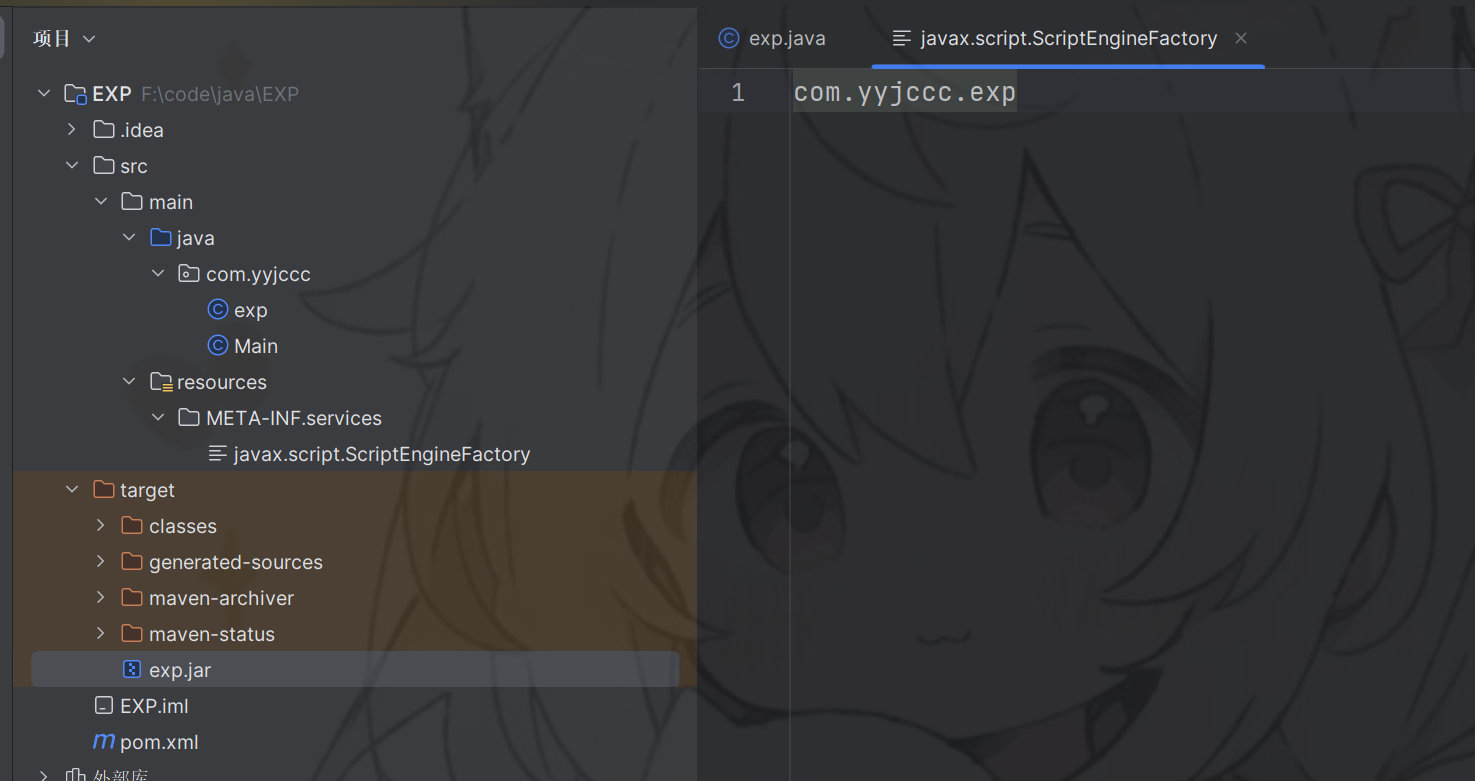 项目
EXP F:\code\java\EXP
.idea
src
main
java
com.yyjccc
exp
Main
resources
META-INF.services
javax.script.ScriptEngineFactory
target
classes
generated-sources
maven-archiver
maven-status
exp.jar
EXP.iml
pom.xml
外部库
exp.java
javax.script.ScriptEngineFactory
1 com.yyjccc.exp